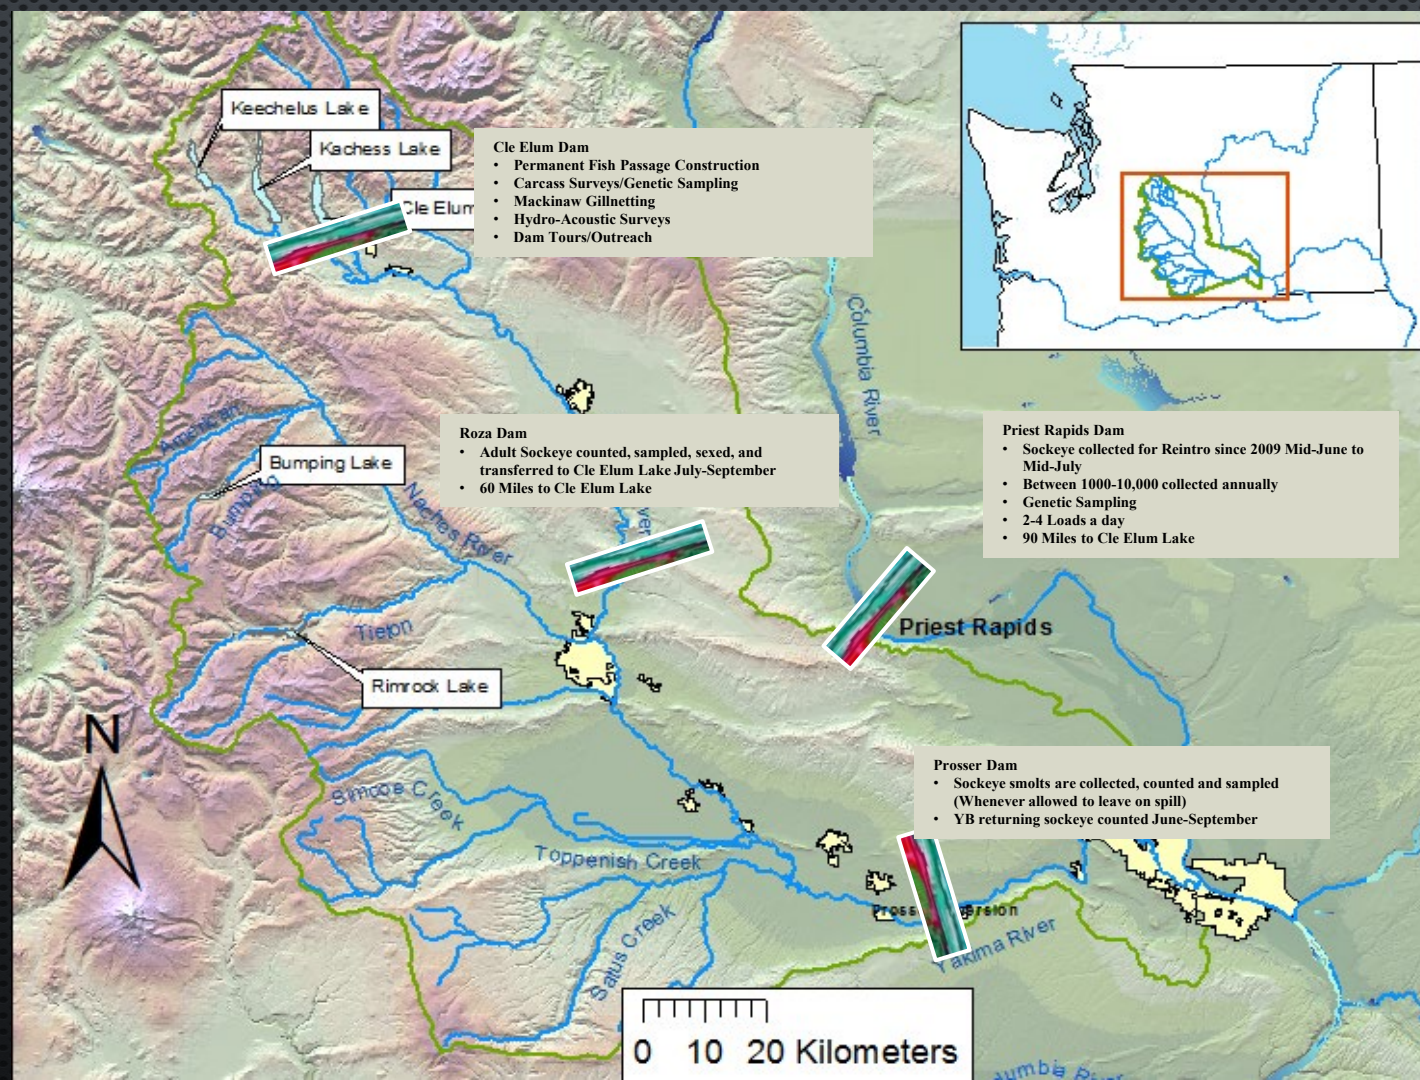 Keechelus Lake
Kachess Lake
Cle Elum
Cle Elum Dam
• Permanent Fish Passage Construction
• Carcass Surveys/Genetic Sampling
• Mackinaw Gillnetting
• Hydro-Acoustic Surveys
• Dam Tours/Outreach
Columbia River
American
Bumping Lake
Bumping
Naches River
Roza Dam
• Adult Sockeye counted, sampled, sexed, and
transferred to Cle Elum Lake July-September
• 60 Miles to Cle Elum Lake
Priest Rapids Dam
• Sockeye collected for Reintro since 2009 Mid-June to
Mid-July
• Between 1000-10,000 collected annually
• Genetic Sampling
• 2-4 Loads a day
• 90 Miles to Cle Elum Lake
Tieton
Priest Rapids
Rimrock Lake
N
Simcoe Creek
Toppenish Creek
Satus Creek
Prosser Dam
• Sockeye smolts are collected, counted and sampled
(Whenever allowed to leave on spill)
• YB returning sockeye counted June-September
Yakima River
0 10 20 Kilometers